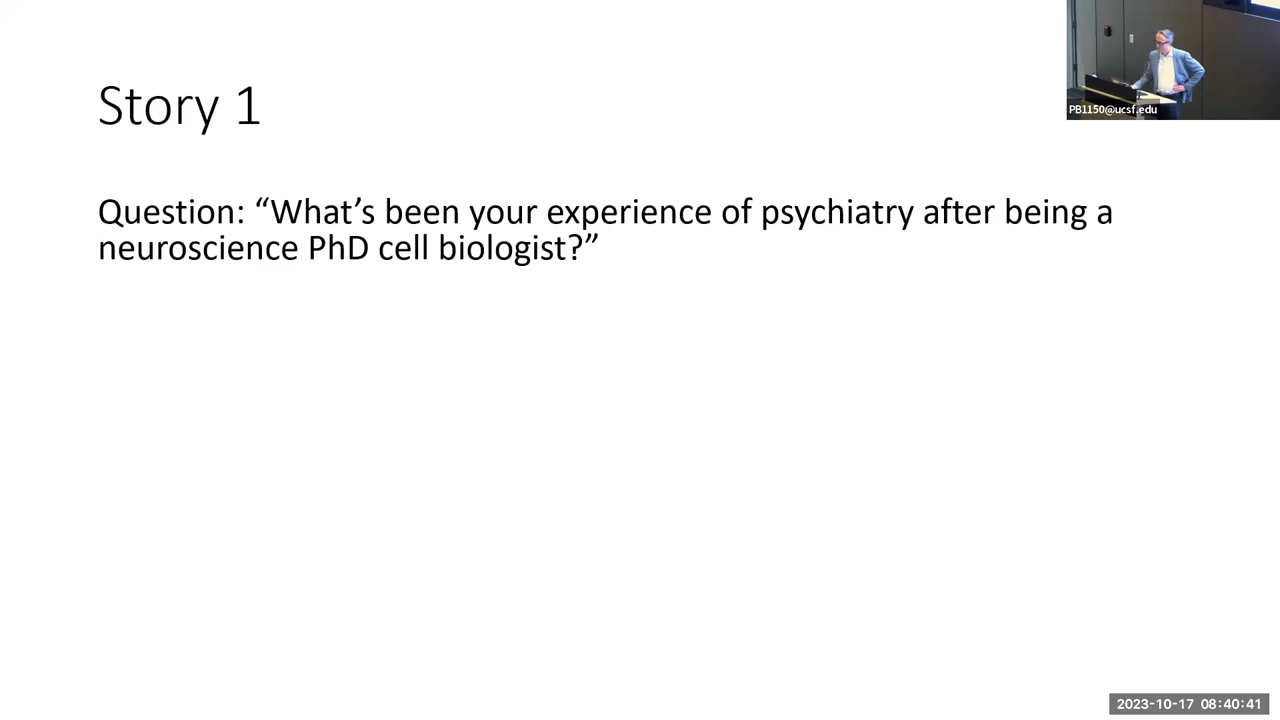 Story 1
PB1150@ucsf.edu
Question: “What’s been your experience of psychiatry after being a
neuroscience PhD cell biologist?”
2023-10-17 08:40:41